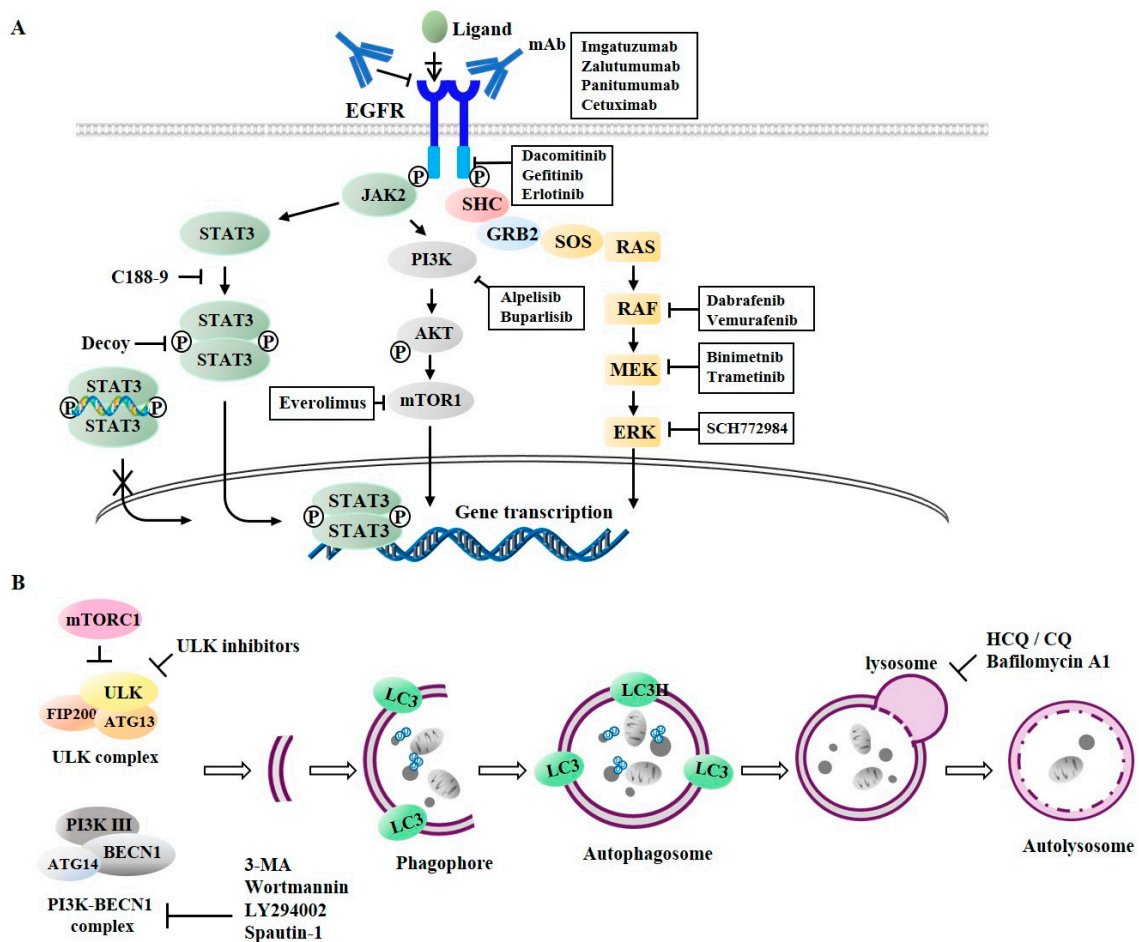 A
Ligand
mAb
Imgatuzumab
Zalutumumab
Panitumumab
Cetuximab
EGFR
P
P
Dacomitinib
Gefitinib
Erlotinib
JAK2
SHC
GRB2
SOS
RAS
STAT3
PI3K
C188-9
Alpelisib
Buparlisib
RAF
Dabrafenib
Vemurafenib
STAT3
P
P
STAT3
Decoy
AKT
P
MEK
Binimetnib
Trametinib
STAT3
P
P
STAT3
Everolimus
mTOR1
ERK
SCH772984
STAT3
P
P
STAT3
Gene transcription
B
mTORC1
ULK inhibitors
ULK
FIP200
ATG13
ULK complex
LC3
LC3
Phagophore
LC3II
LC3
LC3
Autophagosome
lysosome
HCQ / CQ
Bafilomycin A1
Autolysosome
PI3K III
BECN1
ATG14
PI3K-BECN1
complex
3-MA
Wortmannin
LY294002
Spautin-1